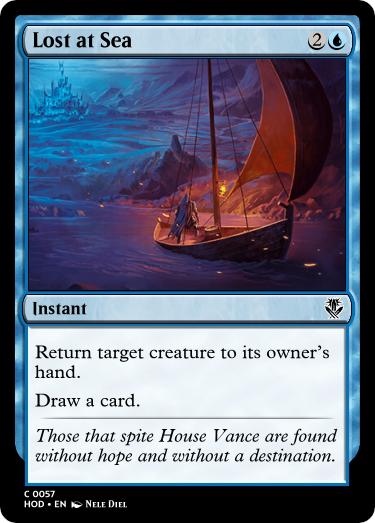 Lost at Sea 2
Instant
Return target creature to its owner's
hand.
Draw a card.
Those that spite House Vance are found
without hope and without a destination.
C 0057
HOD • EN Nele Diel